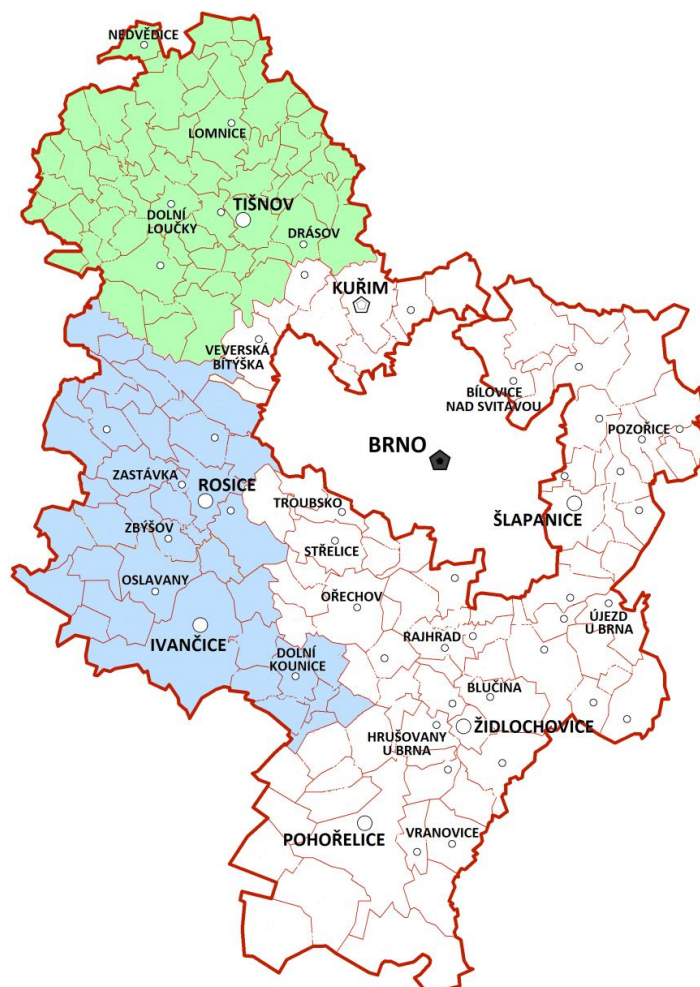 NEDVĚDICE
LOMNICE
TIŠNOV
DOLNÍ
LOUČKY
DRÁSOV
KUŘIM
VEVERSKÁ
BÍTÝŠKA
BÍLOVICE
NAD SVITAVOU
POZOŘICE
BRNO
ZASTÁVKA
ROSICE
TROUBSKO
ŠLAPANICE
ZBÝŠOV
STŘELICE
OSLAVANY
OŘECHOV
ÚJEZD
U BRNA
IVANČICE
RAJHRAD
DOLNÍ
KOUNICE
BLUČINA
ŽIDLOCHOVICE
HRUŠOVANY
U BRNA
POHOŘELICE
VRANOVICE